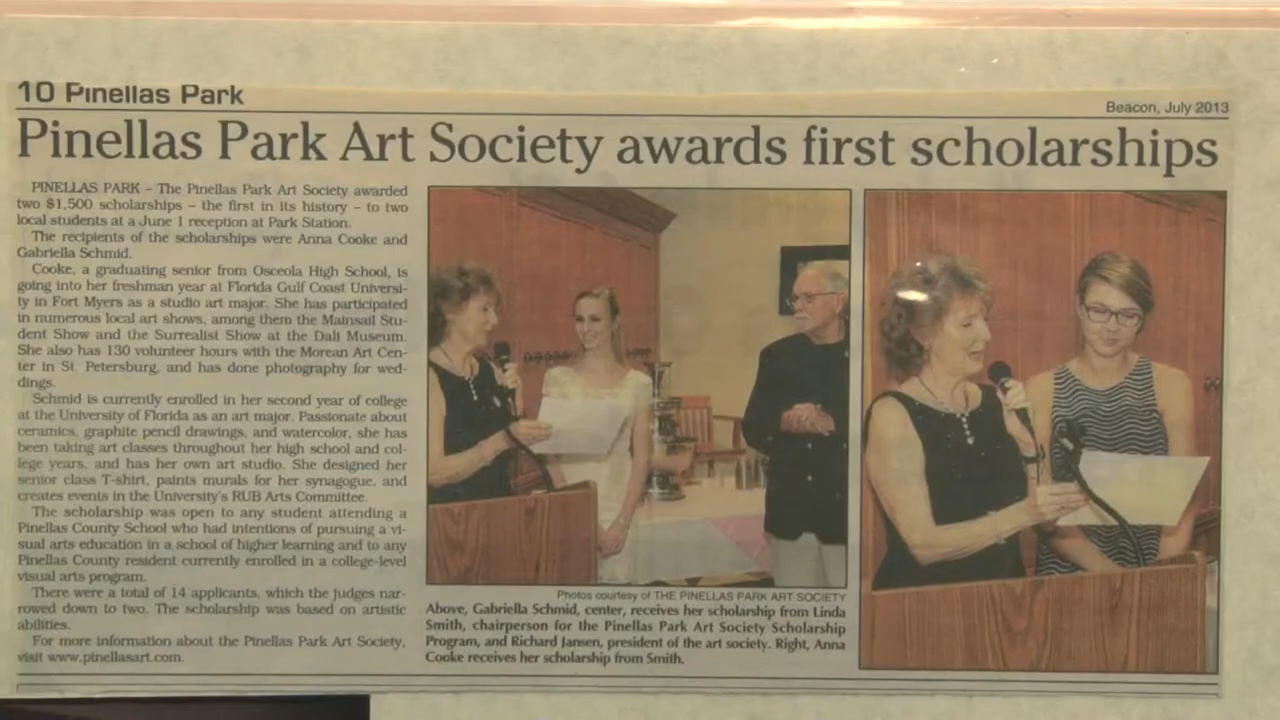 10 Pinellas Park
Beacon, July 2013
Pinellas Park Art Society awards first scholarships
PINELLAS PARK – The Pinellas Park Art Society awarded
two $1,500 scholarships – the first in its history – to two
local students at a June 1 reception at Park Station.
The recipients of the scholarships were Anna Cooke and
Gabriella Schmid.
Cooke, a graduating senior from Osceola High School, is
going into her freshman year at Florida Gulf Coast Universi-
ty in Fort Myers as a studio art major. She has participated
in numerous local art shows, among them the Mainsail Stu-
dent Show and the Surrealist Show at the Dali Museum.
She also has 130 volunteer hours with the Morean Art Cen-
ter in St. Petersburg, and has done photography for wed-
dings.
Schmid is currently enrolled in her second year of college
at the University of Florida as an art major. Passionate about
ceramics, graphite pencil drawings, and watercolor, she has
been taking art classes throughout her high school and col-
lege years, and has her own art studio. She designed her
senior class T-shirt, paints murals for her synagogue, and
creates events in the University's RUB Arts Committee.
The scholarship was open to any student attending a
Pinellas County School who had intentions of pursuing a vi-
sual arts education in a school of higher learning and to any
Pinellas County resident currently enrolled in a college-level
visual arts program.
There were a total of 14 applicants, which the judges nar-
rowed down to two. The scholarship was based on artistic
abilities.
For more information about the Pinellas Park Art Society,
visit www.pinellasart.com.
Photos courtesy of THE PINELLAS PARK ART SOCIETY
Above, Gabriella Schmid, center, receives her scholarship from Linda
Smith, chairperson for the Pinellas Park Art Society Scholarship
Program, and Richard Jansen, president of the art society. Right, Anna
Cooke receives her scholarship from Smith.